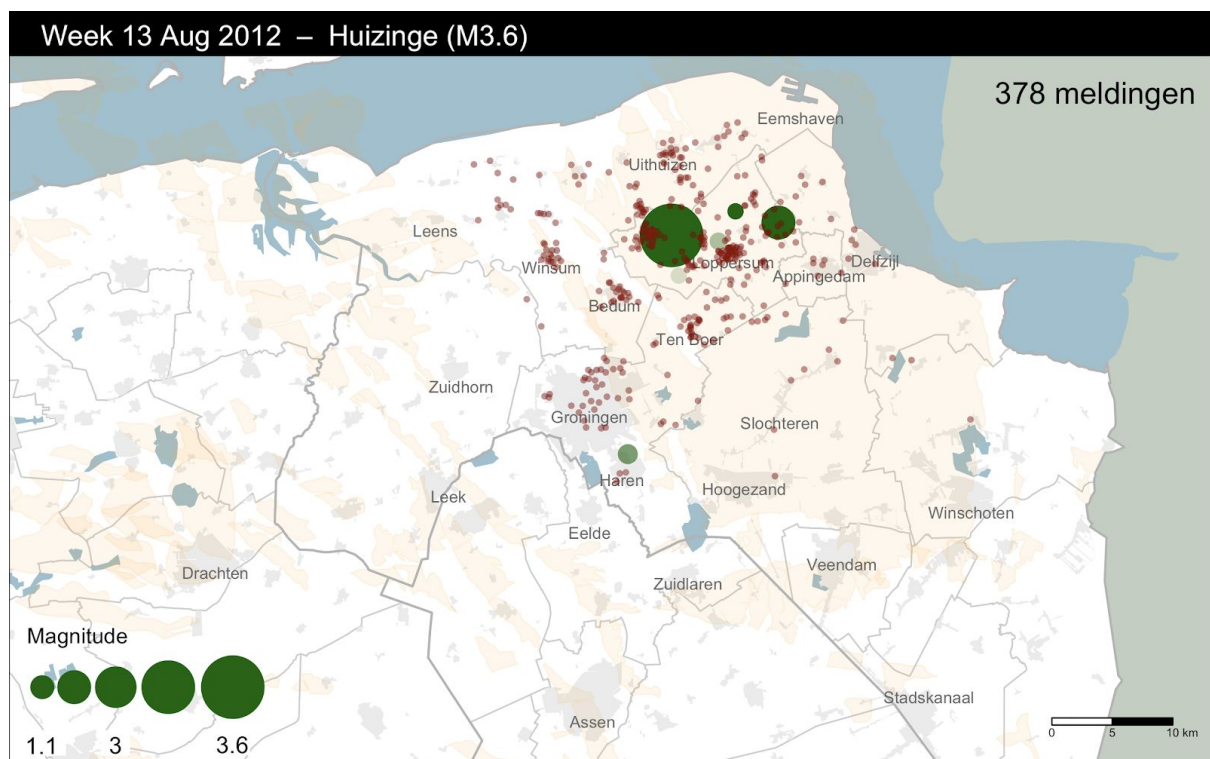 Week 13 Aug 2012 – Huizinge (M3.6)
378 meldingen
Eemshaven
Uithuizen
Leens
Winsum
Loppersum
Delfzijl
Appingedam
Bedum
Ten Boer
Zuidhorn
Groningen
Slochteren
Haren
Leek
Hoogezand
Winschoten
Eelde
Drachten
Veendam
Zuidlaren
Magnitude
Stadskanaal
Assen
1.1 3 3.6
0 5 10 km